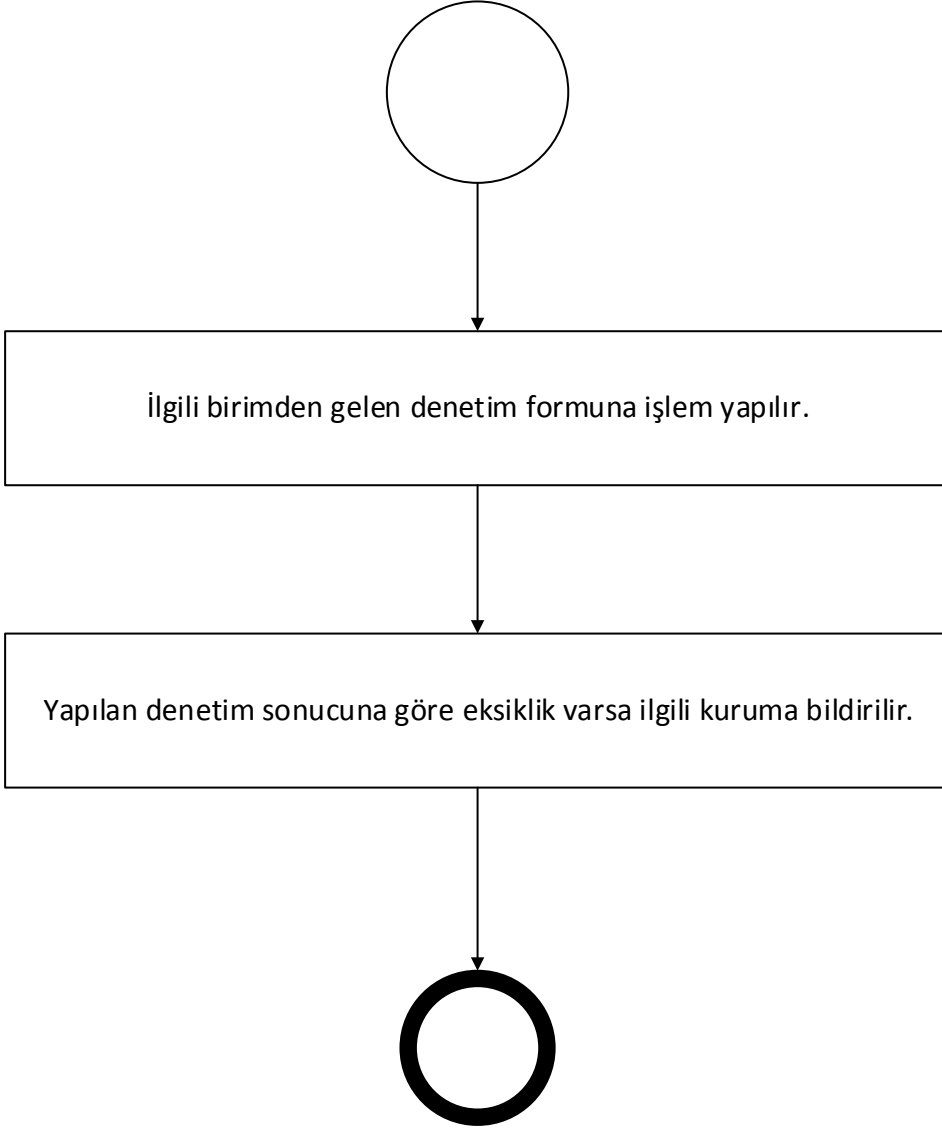 İlgili birimden gelen denetim formuna işlem yapılır.
Yapılan denetim sonucuna göre eksiklik varsa ilgili kuruma bildirilir.